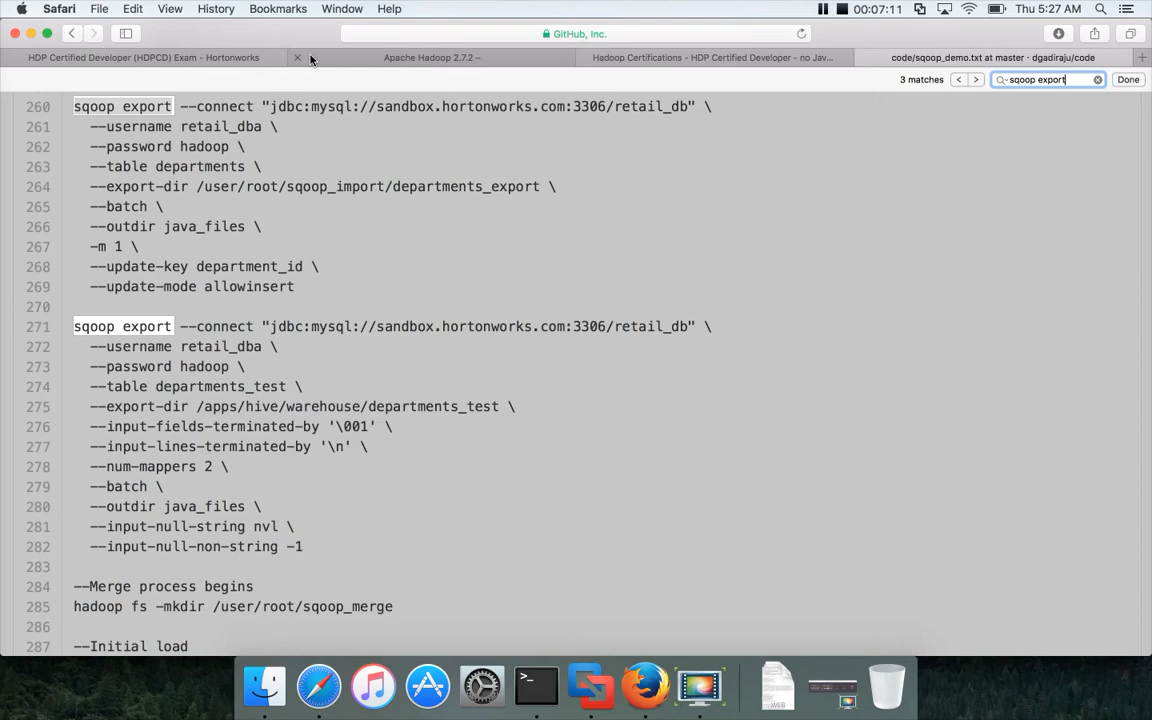 Safari File Edit View History Bookmarks Window Help 00:07:11 Thu 5:27 AM
GitHub, Inc.
HDP Certified Developer (HDPCD) Exam - Hortonworks Apache Hadoop 2.7.2 – Hadoop Certifications - HDP Certified Developer - no Jav... code/sqoop_demo.txt at master · dgadiraju/code
3 matches sqoop export Done
260 sqoop export --connect "jdbc:mysql://sandbox.hortonworks.com:3306/retail_db" \
261 --username retail_dba \
262 --password hadoop \
263 --table departments \
264 --export-dir /user/root/sqoop_import/departments_export \
265 --batch \
266 --outdir java_files \
267 -m 1 \
268 --update-key department_id \
269 --update-mode allowinsert
270
271 sqoop export --connect "jdbc:mysql://sandbox.hortonworks.com:3306/retail_db" \
272 --username retail_dba \
273 --password hadoop \
274 --table departments_test \
275 --export-dir /apps/hive/warehouse/departments_test \
276 --input-fields-terminated-by '\001' \
277 --input-lines-terminated-by '\n' \
278 --num-mappers 2 \
279 --batch \
280 --outdir java_files \
281 --input-null-string nvl \
282 --input-null-non-string -1
283
284 --Merge process begins
285 hadoop fs -mkdir /user/root/sqoop_merge
286
287 --Initial load
>_
WEB